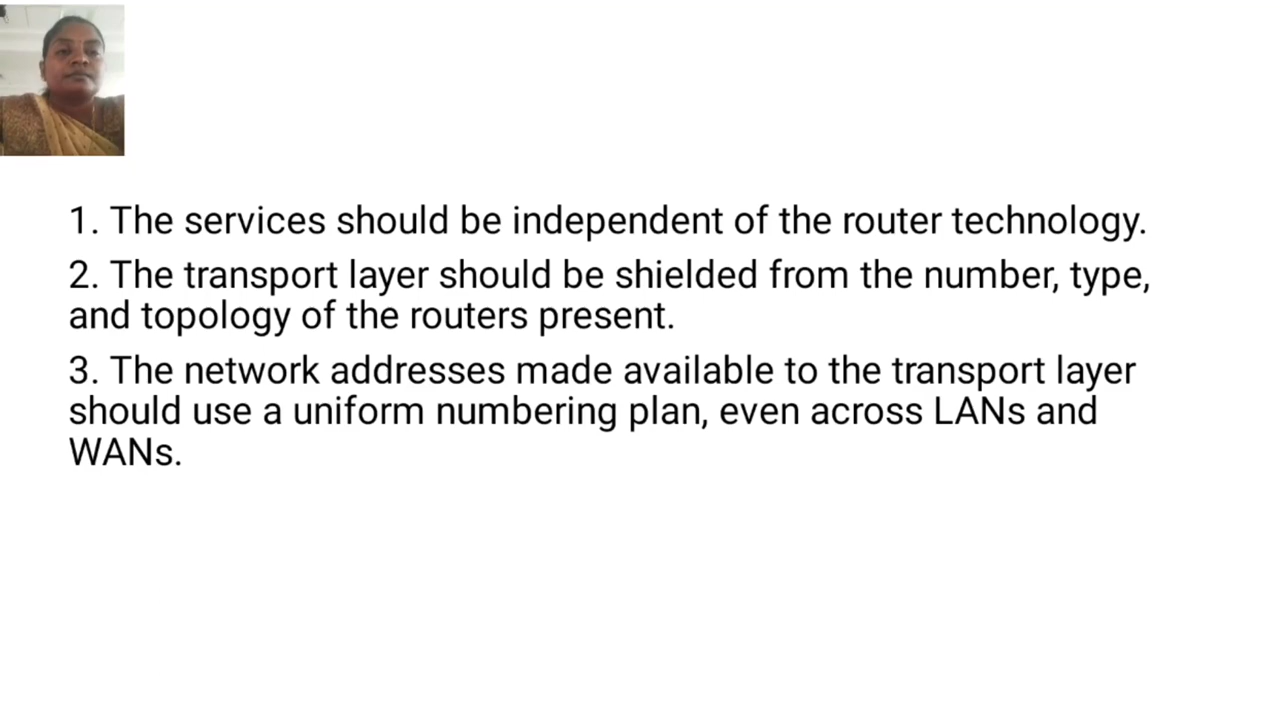 1. The services should be independent of the router technology.
2. The transport layer should be shielded from the number, type,
and topology of the routers present.
3. The network addresses made available to the transport layer
should use a uniform numbering plan, even across LANs and
WANs.